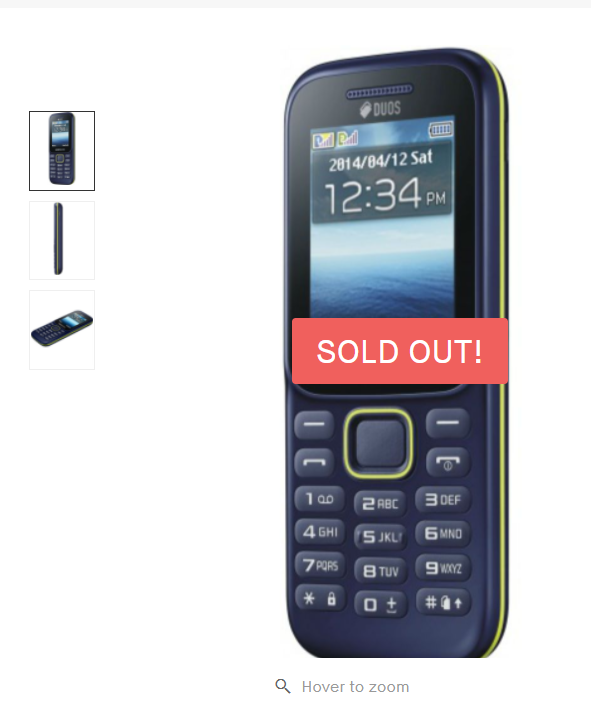 DUOS
2014/04/12 Sat
12:34 PM
SOLD OUT!
1
2 ABC
3 DEF
4 GHI
5 JKL
6 MNO
7 PQRS
8 TUV
9 WXYZ
*
0 ±
#
Hover to zoom